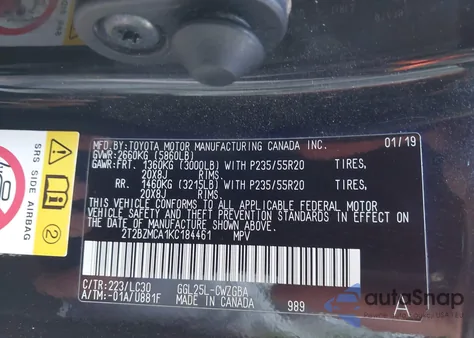 MFD.BY:TOYOTA MOTOR MANUFACTURING CANADA INC. 01/19
GVWR:2660KG (5860LB)
GAWR:FRT. 1360KG (3000LB) WITH P235/55R20 TIRES,
20X8J RIMS.
RR. 1460KG (3215LB) WITH P235/55R20 TIRES,
20X8J RIMS.
THIS VEHICLE CONFORMS TO ALL APPLICABLE FEDERAL MOTOR
VEHICLE SAFETY AND THEFT PREVENTION STANDARDS IN EFFECT ON
THE DATE OF MANUFACTURE SHOWN ABOVE.
2T2BZMCA1KC184461 MPV
C/TR:223/LC30 GGL25L-CWZGBA
A/TM:-01A/U881F MADE IN CANADA 989 A
SRS SIDE AIRBAG
autoSnap